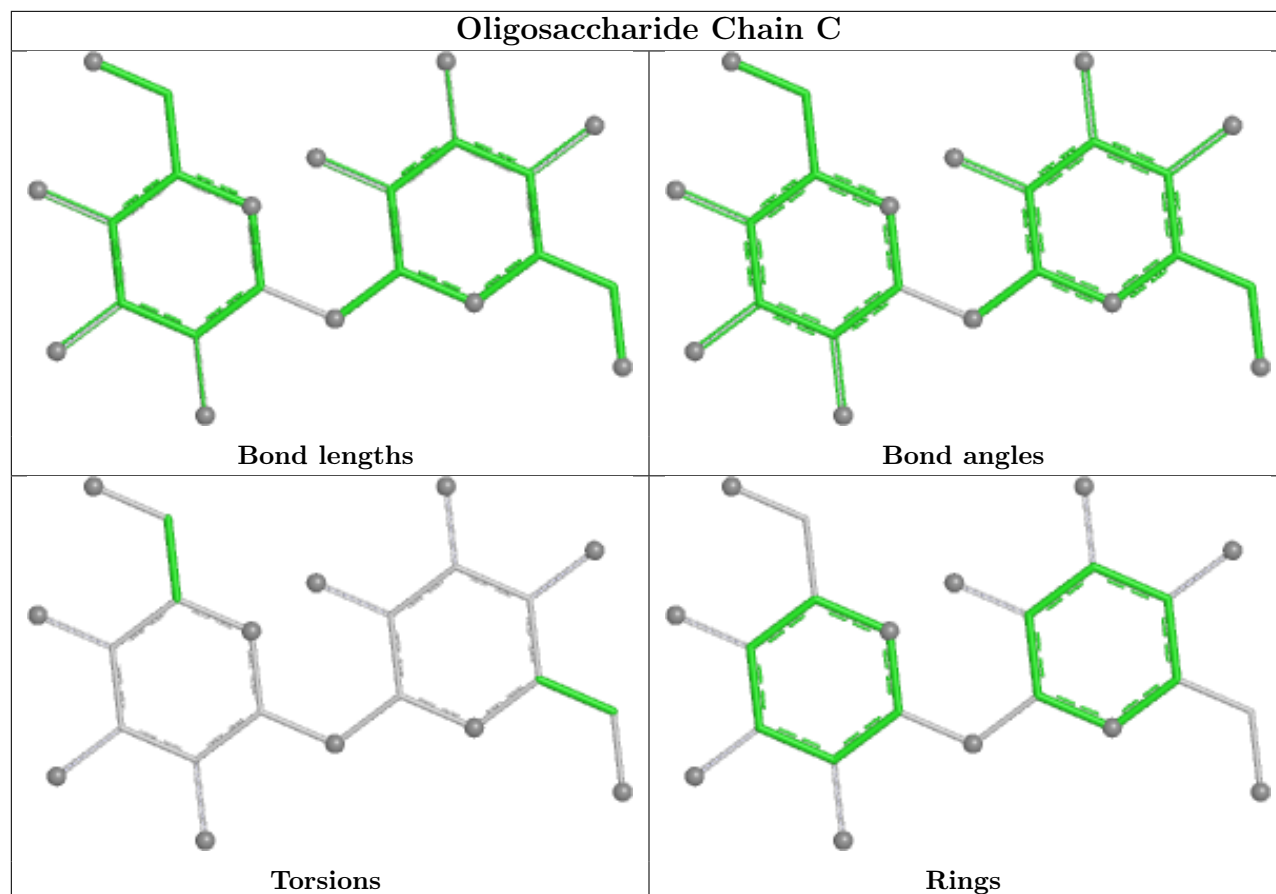 Oligosaccharide Chain C
Bond lengths
Bond angles
Torsions
Rings